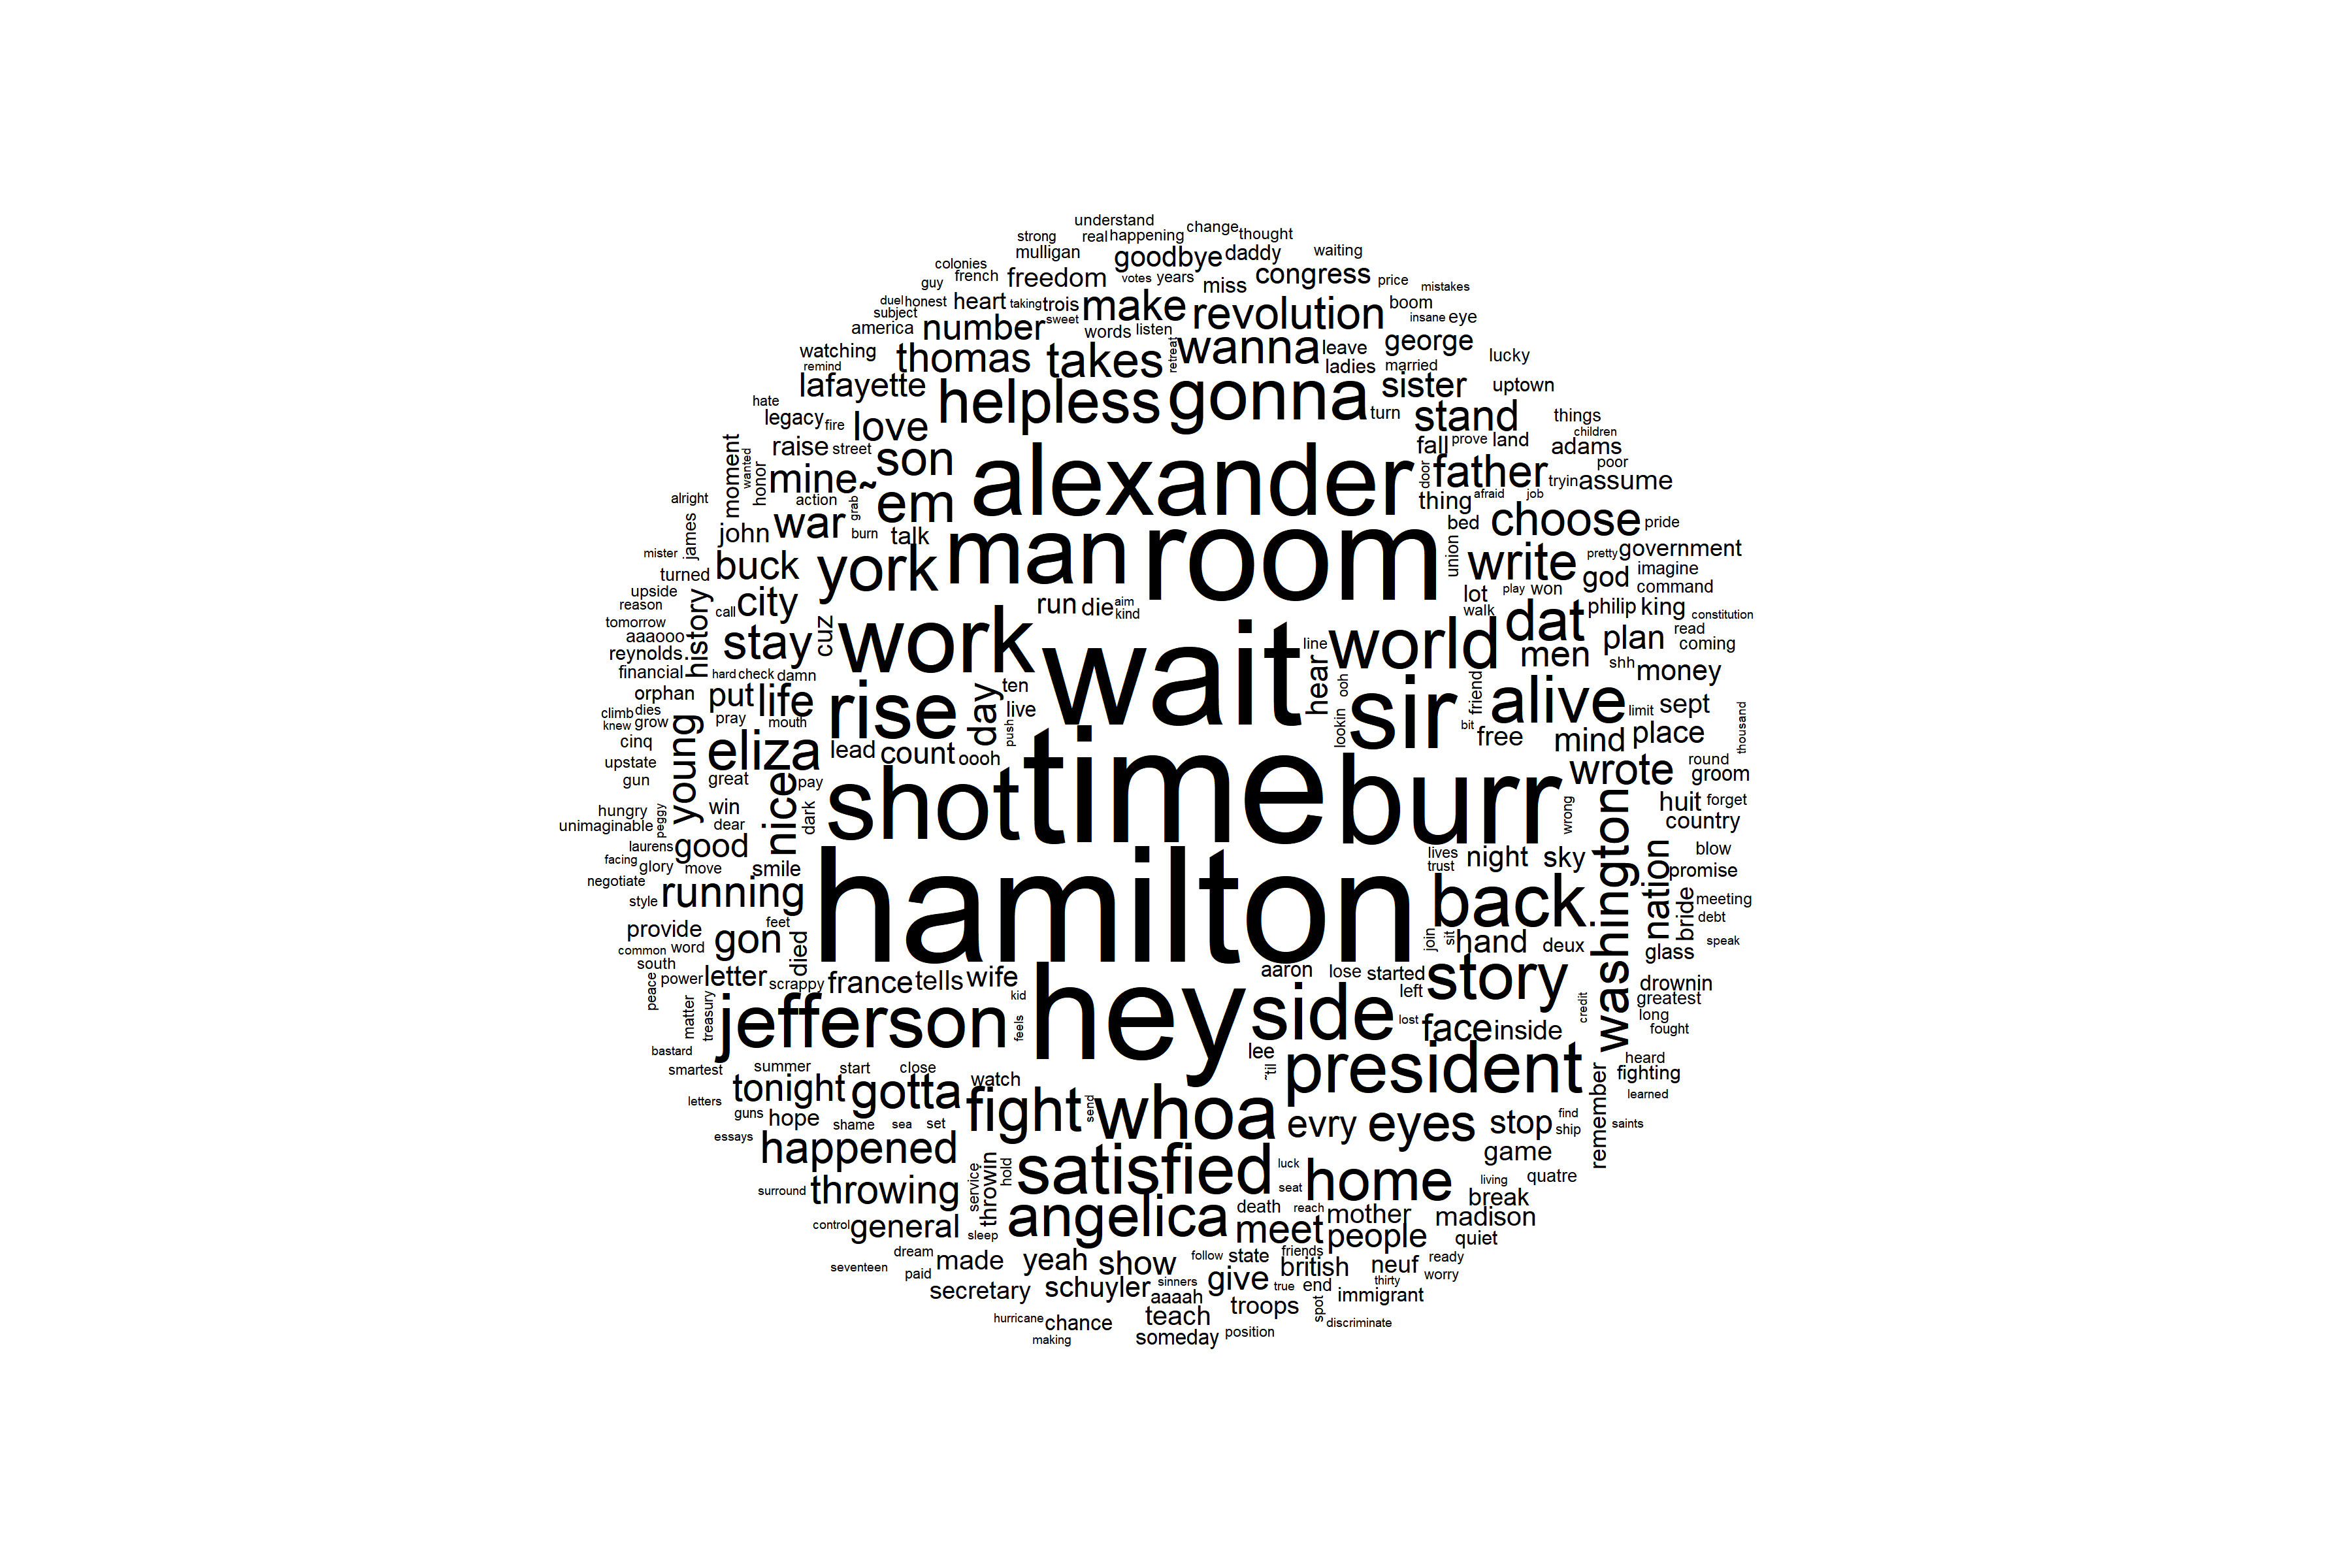 understand
strong
real
happening
change
thought
mulligan
goodbye
daddy
waiting
colonies
guy
french
freedom
votes
years
miss
congress
price
mistakes
duel
honest
heart
taking
trois
make
revolution
boom
subject
america
number
sweet
words
listen
insane
eye
watching
remind
thomas
takes
retreat
wanna
leave
ladies
george
married
lucky
lafayette
helpless
gonna
sister
uptown
hate
legacy
fire
love
turn
stand
things
children
raise
street
fall
prove
land
adams
moment
wanted
honor
mine~
son
em
alexander
door
father
poor
tryin
assume
alright
action
grab
thing
afraid
job
james
john
war
burn
talk
man
room
bed
choose
pride
mister
turned
buck
york
union
write
pretty
government
god
imagine
command
upside
reason
history
call
city
run
die
aim
kind
lot
walk
play
won
philip
king
constitution
tomorrow
aaaooo
reynolds
stay
cuz
work
wait
line
world
dat
men
plan
read
coming
shh
money
financial
hard
check
damn
orphan
put
life
rise
day
ten
live
push
hear
ooh
lookin
sir
friend
bit
alive
limit
sept
thousand
climb
dies
knew
grow
young
pray
mouth
cinq
upstate
gun
eliza
great
lead
count
oooh
time
free
mind
place
round
groom
wrote
nice
pay
dark
shot
burr
wrong
washington
huit
forget
country
hungry
unimaginable
peggy
win
dear
laurens
good
facing
glory
move
smile
negotiate
style
running
hamilton
lives
trust
night
sky
nation
blow
promise
back
bride
meeting
debt
speak
provide
feet
common
word
gon
died
join
sit
hand
deux
glass
south
power
letter
scrappy
france
tells
wife
aaron
lose
started
left
story
drownin
greatest
long
fought
peace
matter
treasury
jefferson
kid
feels
hey
side
lost
face
inside
credit
bastard
smartest
lee
'til
president
heard
fighting
learned
summer
start
close
watch
tonight
gotta
fight
send
whoa
evry
eyes
stop
find
ship
remember
saints
letters
guns
hope
shame
sea
set
essays
happened
game
surround
throwing
service
throwin
hold
satisfied
luck
seat
home
living
quatre
break
control
general
sleep
angelica
death
reach
meet
mother
people
madison
quiet
dream
seventeen
paid
made
yeah
show
follow
state
friends
british
neuf
ready
worry
secretary
schuyler
sinners
aaaah
give
true
end
thirty
immigrant
hurricane
chance
teach
troops
spot
discriminate
making
someday
position